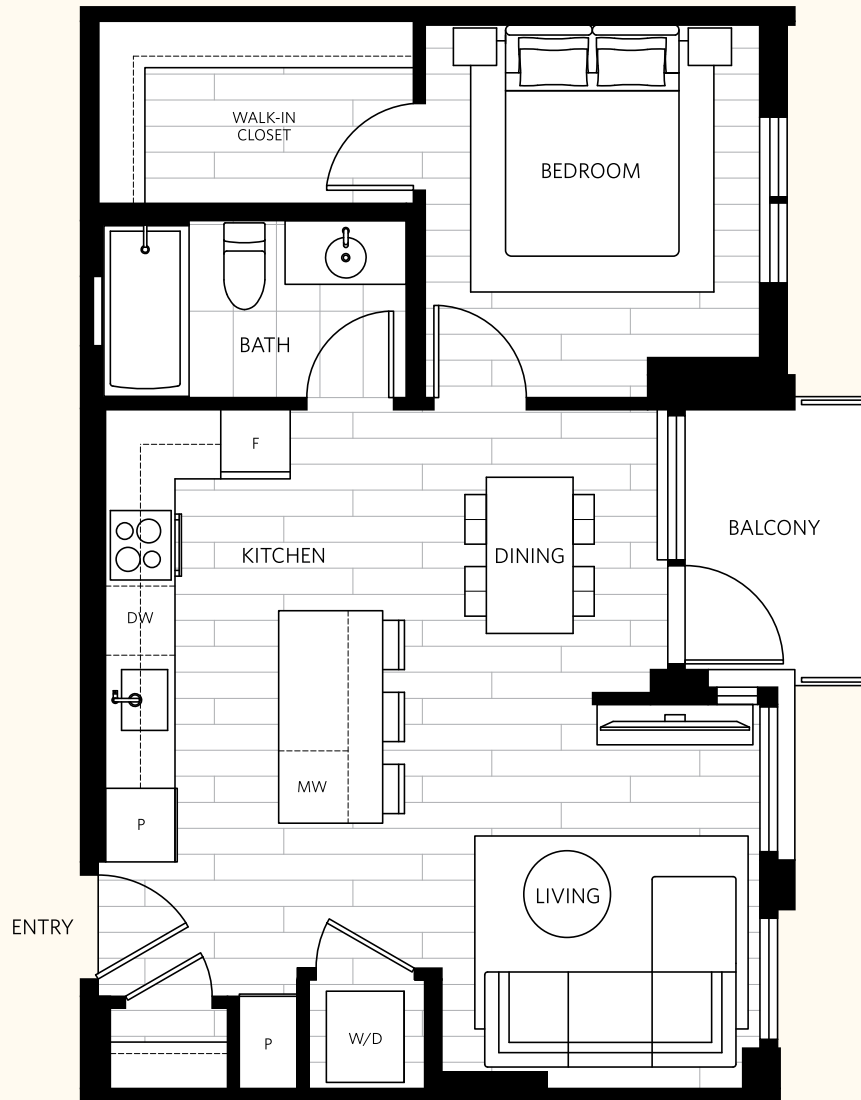 WALK-IN
CLOSET
BEDROOM
BATH
F
KITCHEN
DINING
BALCONY
DW
MW
P
LIVING
ENTRY
W/D
P